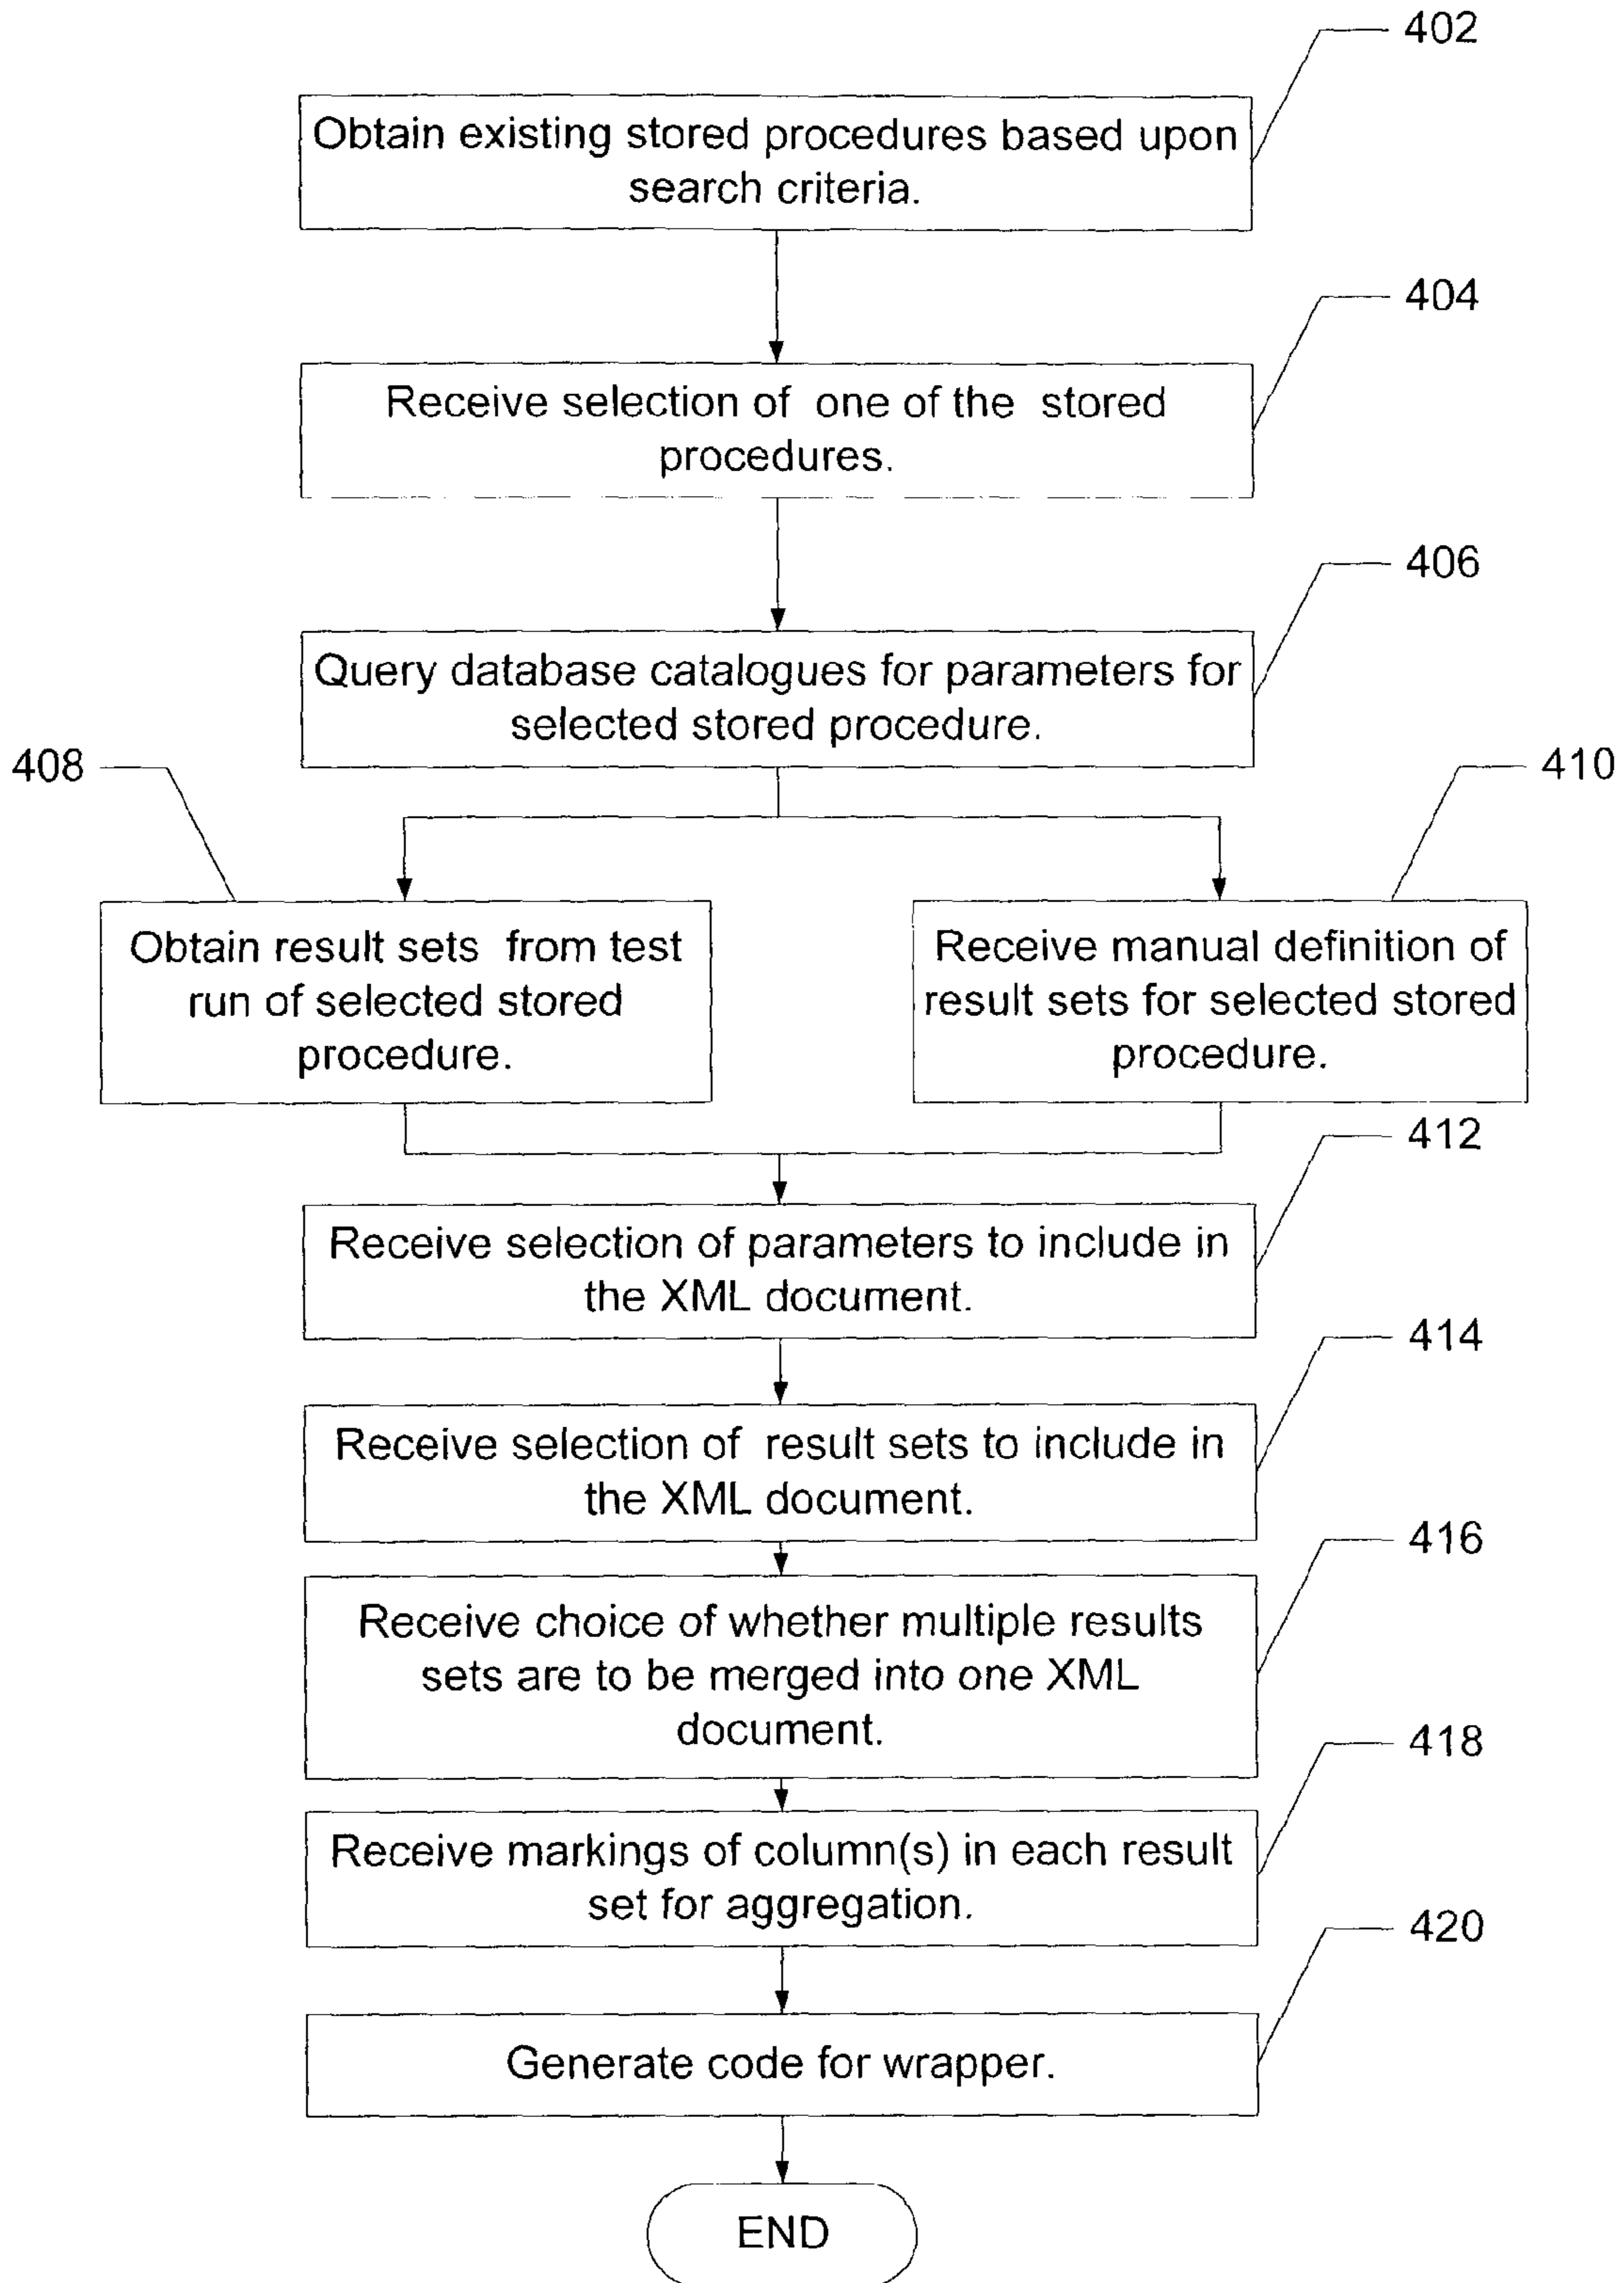 402
Obtain existing stored procedures based upon
search criteria.
404
Receive selection of one of the stored
procedures.
406
Query database catalogues for parameters for
selected stored procedure.
408
410
Obtain result sets from test
run of selected stored
procedure.
Receive manual definition of
result sets for selected stored
procedure.
412
Receive selection of parameters to include in
the XML document.
414
Receive selection of result sets to include in
the XML document.
416
Receive choice of whether multiple results
sets are to be merged into one XML
document.
418
Receive markings of column(s) in each result
set for aggregation.
420
Generate code for wrapper.
END